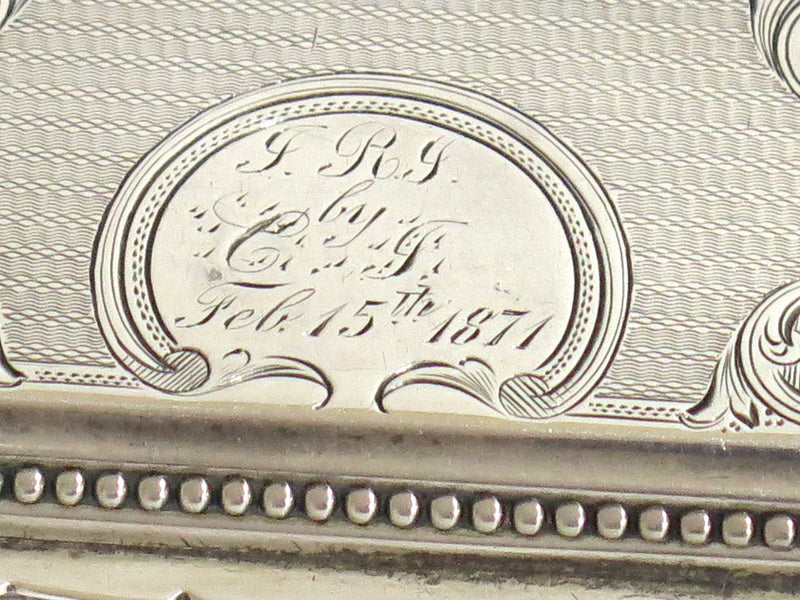 F. R. J.
by
C. F.
Feb. 15th 1871